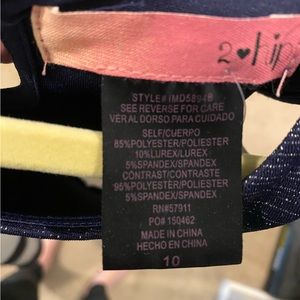 2♥hip
STYLE# IMD5894B
SEE REVERSE FOR CARE
VER AL DORSO PARA CUIDADO
SELF/CUERPO
85%POLYESTER/POLIESTER
10%LUREX/LUREX
5%SPANDEX/SPANDEX
CONTRAST/CONTRASTE
95%POLYESTER/POLIESTER
5%SPANDEX/SPANDEX
RN#57911
PO# 150462
MADE IN CHINA
HECHO EN CHINA
10